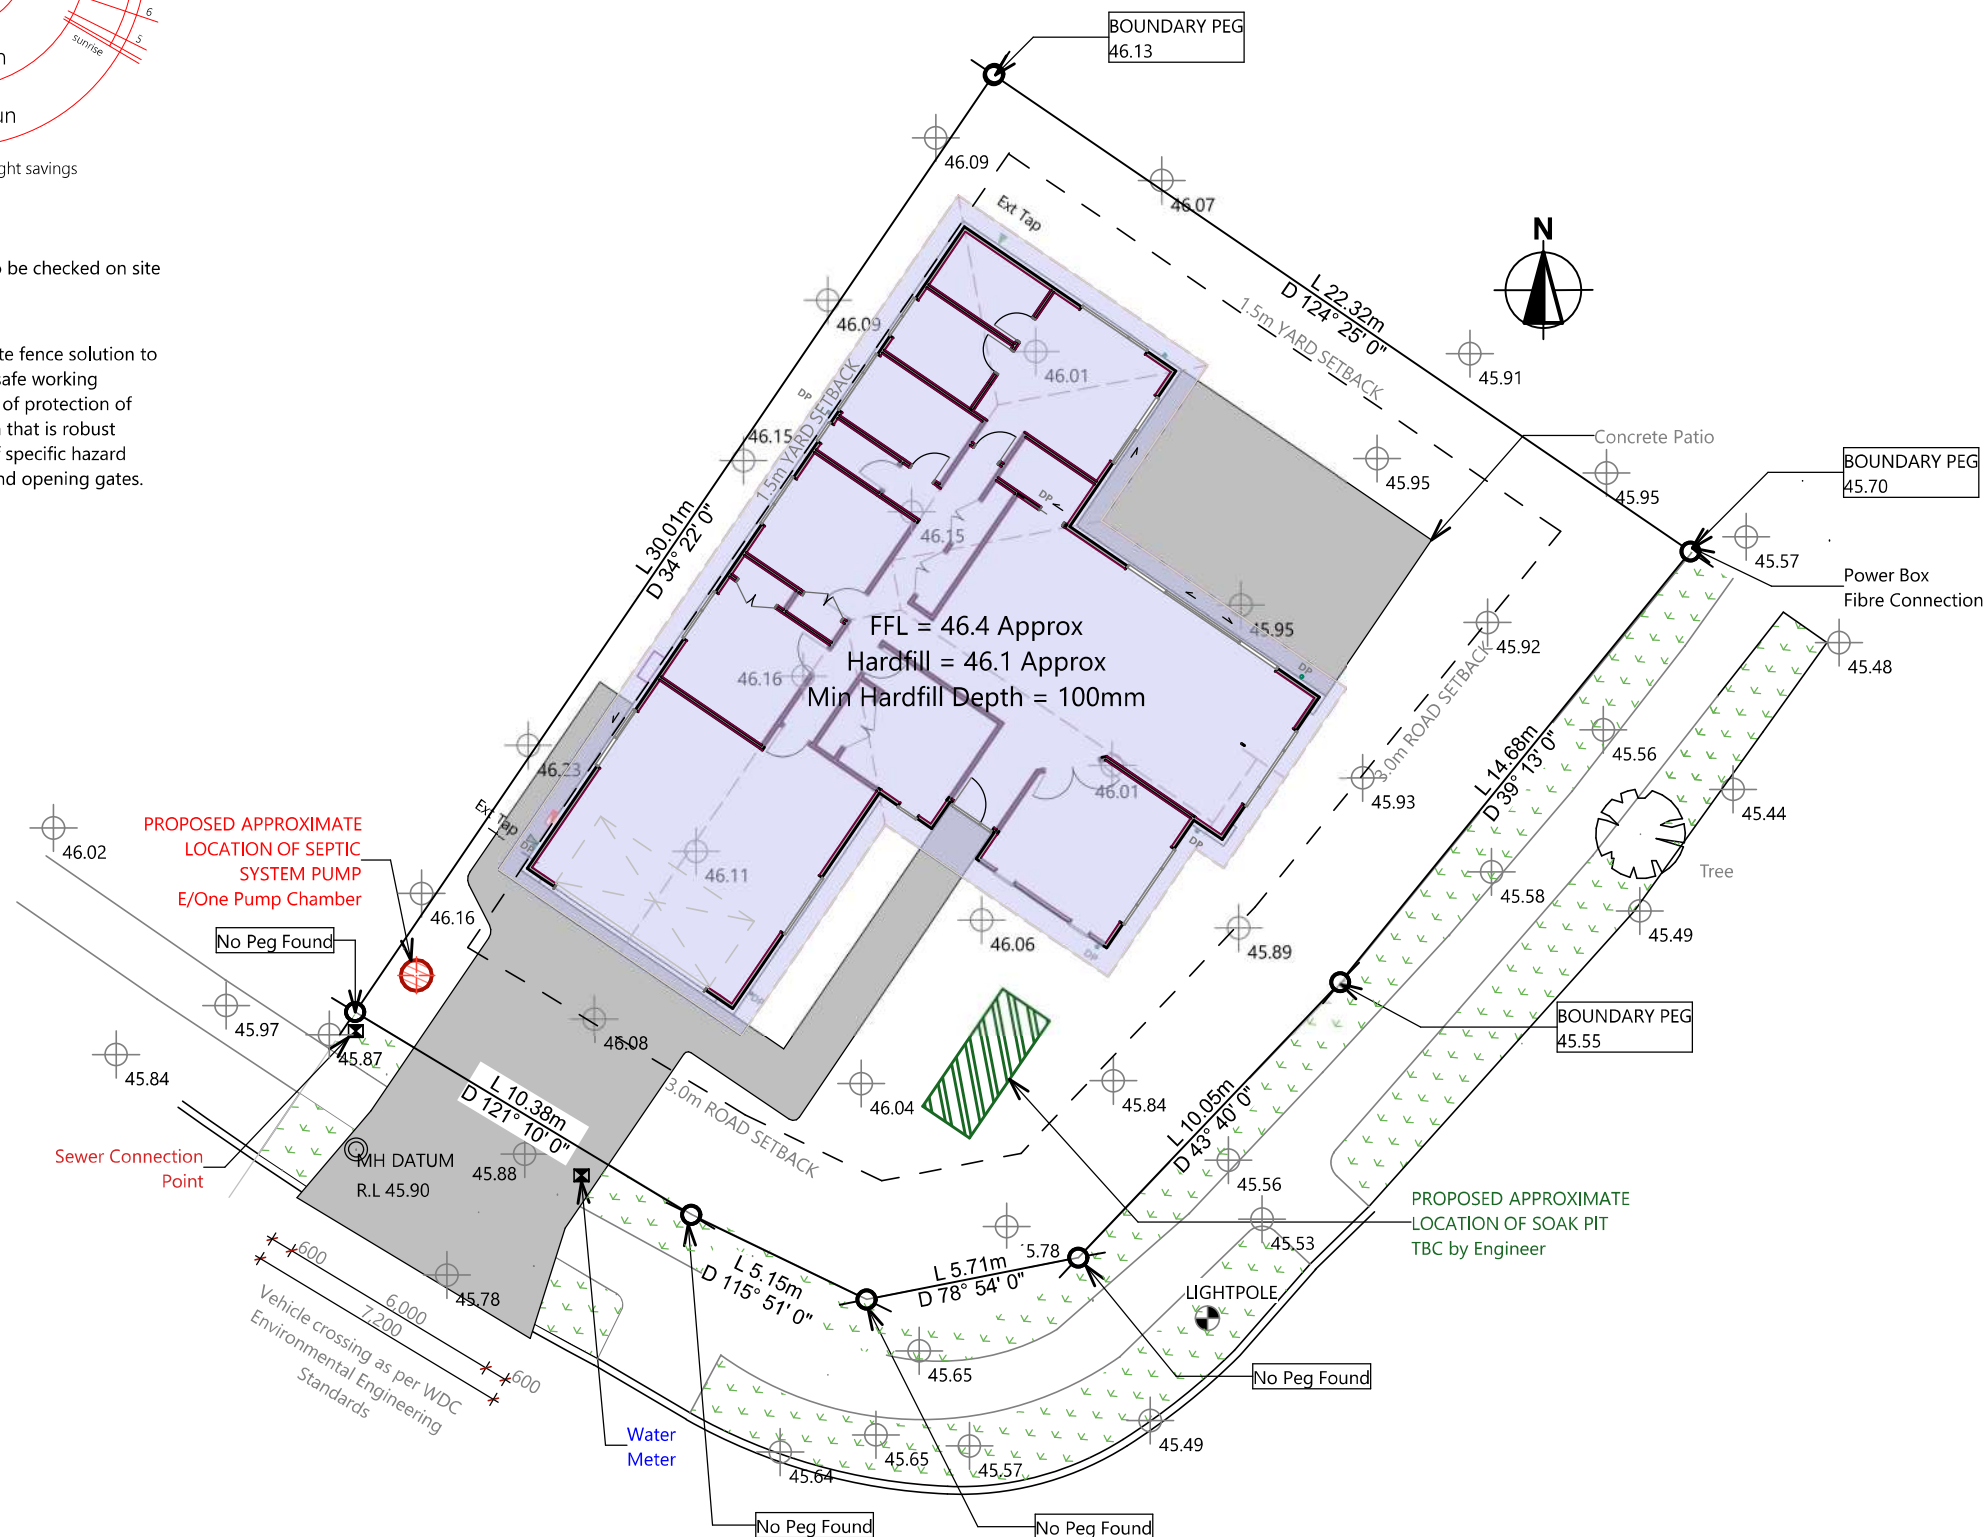 6
5
sunrise
ght savings
BOUNDARY PEG
46.13
46.09
46.07
Ext Tap
N
be checked on site
46.09
L 22.32m
D 124° 25' 0"
1.5m YARD SETBACK
te fence solution to
safe working
of protection of
that is robust
specific hazard
nd opening gates.
46.01
45.91
DP
1.5m YARD SETBACK
46.15
Concrete Patio
45.95
45.95
BOUNDARY PEG
45.70
DP
46.15
L 30.01m
D 34° 22' 0"
45.57
Power Box
Fibre Connection
FFL = 46.4 Approx
Hardfill = 46.1 Approx
Min Hardfill Depth = 100mm
45.95
45.92
45.48
DP
46.16
3.0m ROAD SETBACK
L 14.68m
D 39° 13' 0"
45.56
46.23
46.01
45.93
45.44
Ext Tap
DP
DP
PROPOSED APPROXIMATE
LOCATION OF SEPTIC
SYSTEM PUMP
E/One Pump Chamber
46.02
46.11
Tree
45.58
46.16
46.06
45.89
45.49
No Peg Found
DP
DP
45.97
45.87
46.08
BOUNDARY PEG
45.55
45.84
L 10.38m
D 121° 10' 0"
3.0m ROAD SETBACK
46.04
45.84
L 10.05m
D 43° 40' 0"
Sewer Connection
Point
MH DATUM
R.L 45.90
45.88
45.56
PROPOSED APPROXIMATE
LOCATION OF SOAK PIT
TBC by Engineer
45.53
5.78
L 5.15m
D 115° 51' 0"
L 5.71m
D 78° 54' 0"
600
6,000
7,200
600
45.78
LIGHTPOLE
Vehicle crossing as per WDC
Environmental Engineering
Standards
45.65
No Peg Found
Water
Meter
45.64
45.65
45.57
45.49
No Peg Found
No Peg Found